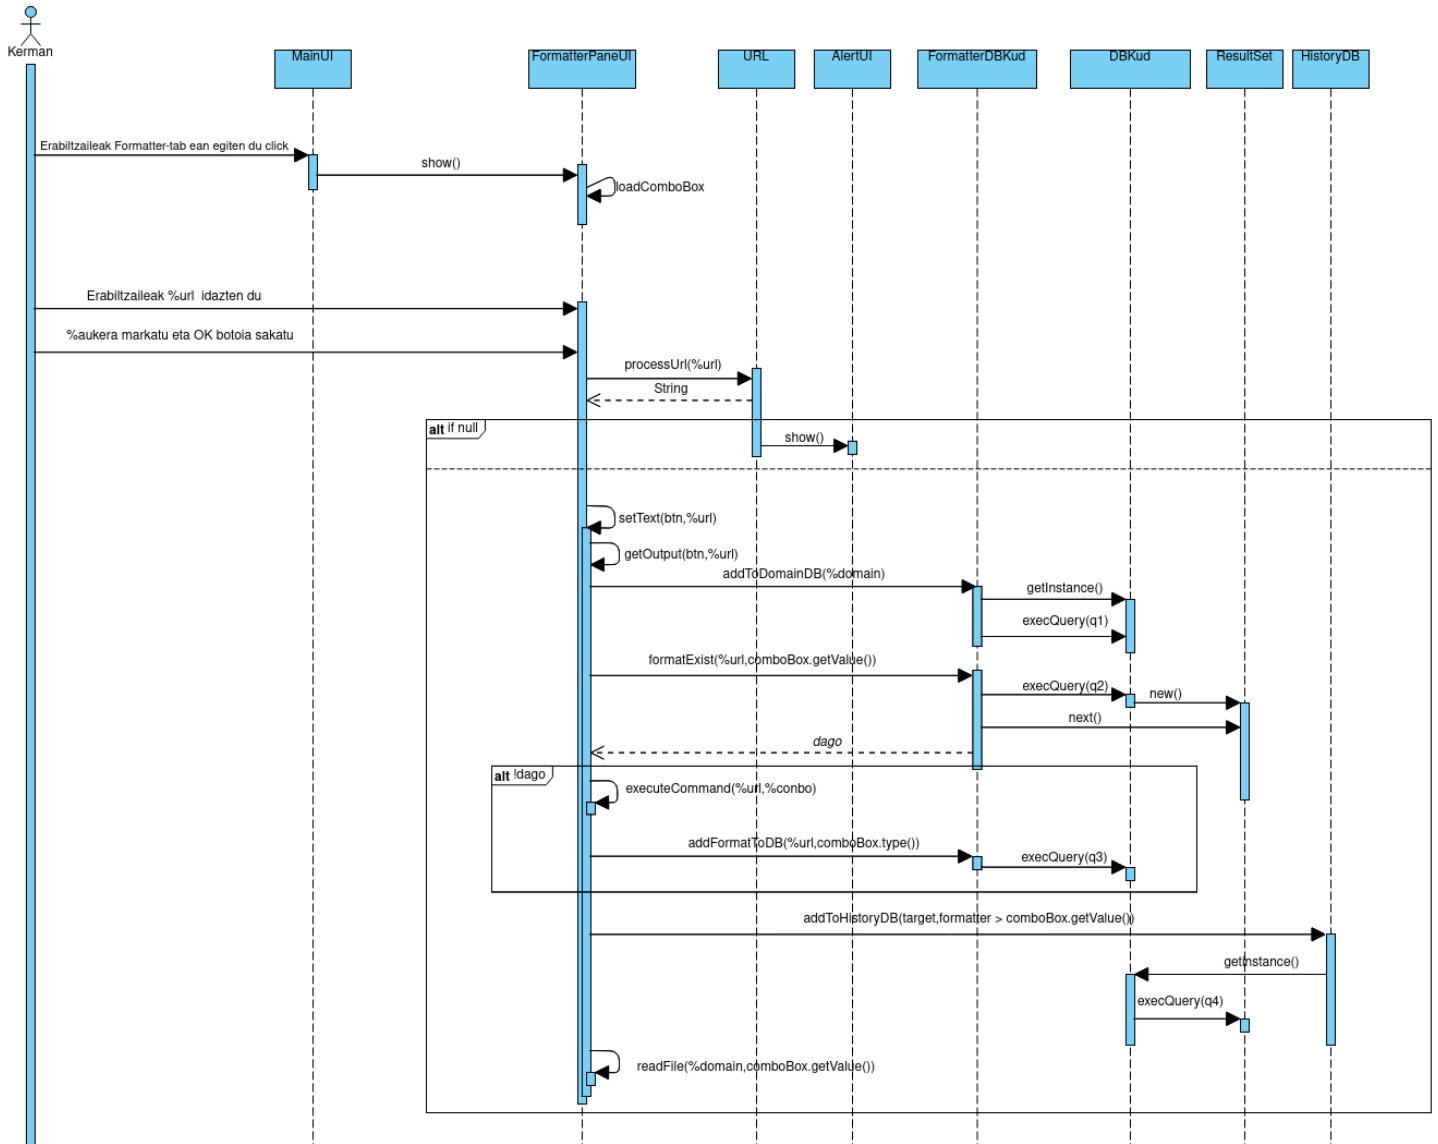 Kerman
MainUI
FormatterPaneUI
URL
AlertUI
FormatterDBKud
DBKud
ResultSet
HistoryDB
Erabiltzaileak Formatter-tab ean egiten du click
show()
loadComboBox
Erabiltzaileak %url idazten du
%aukera markatu eta OK botoia sakatu
processUrl(%url)
String
alt if null
show()
setText(btn,%url)
getOutput(btn,%url)
addToDomainDB(%domain)
getInstance()
execQuery(q1)
formatExist(%url,comboBox.getValue())
execQuery(q2)
new()
next()
dago
alt !dago
executeCommand(%url,%conbo)
addFormatToDB(%url,comboBox.type())
execQuery(q3)
addToHistoryDB(target,formatter > comboBox.getValue())
getInstance()
execQuery(q4)
readFile(%domain,comboBox.getValue())